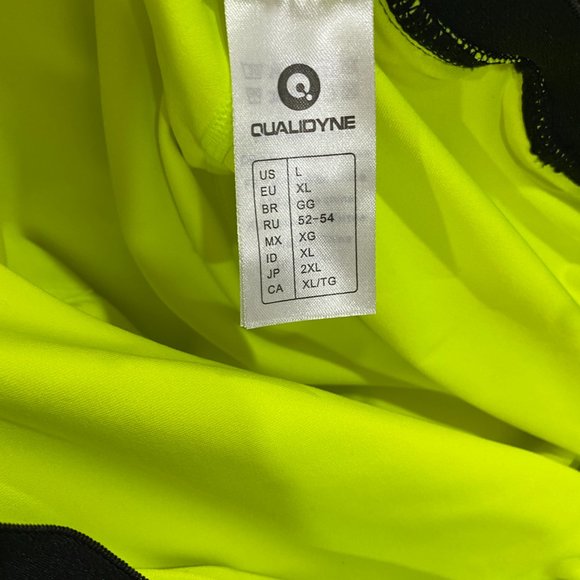 QUALIDYNE
US L
EU XL
BR GG
RU 52-54
MX XG
ID XL
JP 2XL
CA XL/TG